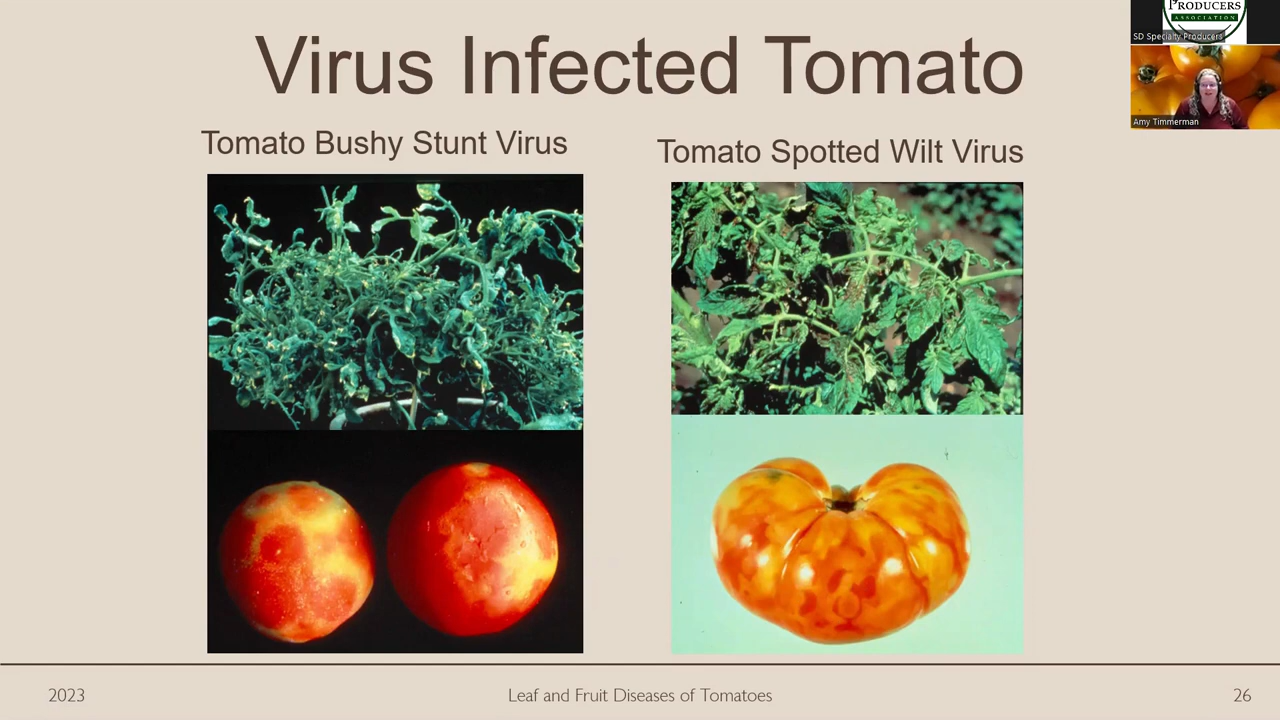 Virus Infected Tomato
Tomato Bushy Stunt Virus
Tomato Spotted Wilt Virus
PRODUCERS
ASSOCIATION
SD Specialty Producers
Amy Timmerman
2023
Leaf and Fruit Diseases of Tomatoes
26